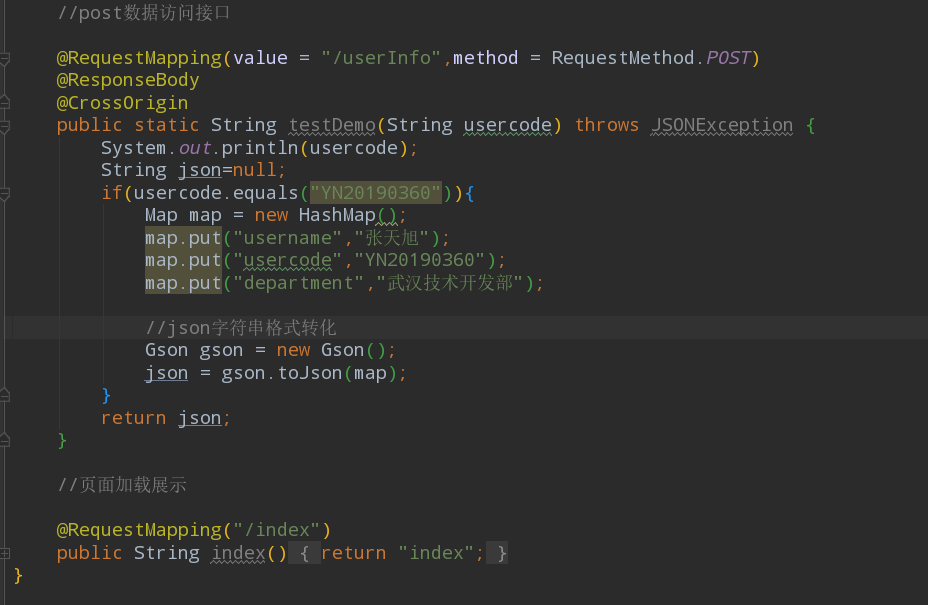 //post数据访问接口
@RequestMapping(value = "/userInfo",method = RequestMethod.POST)
@ResponseBody
@CrossOrigin
public static String testDemo(String usercode) throws JSONException {
System.out.println(usercode);
String json=null;
if(usercode.equals("YN20190360")){
Map map = new HashMap();
map.put("username","张天旭");
map.put("usercode","YN20190360");
map.put("department","武汉技术开发部");
//json字符串格式转化
Gson gson = new Gson();
json = gson.toJson(map);
}
return json;
}
//页面加载展示
@RequestMapping("/index")
public String index() { return "index"; }
}